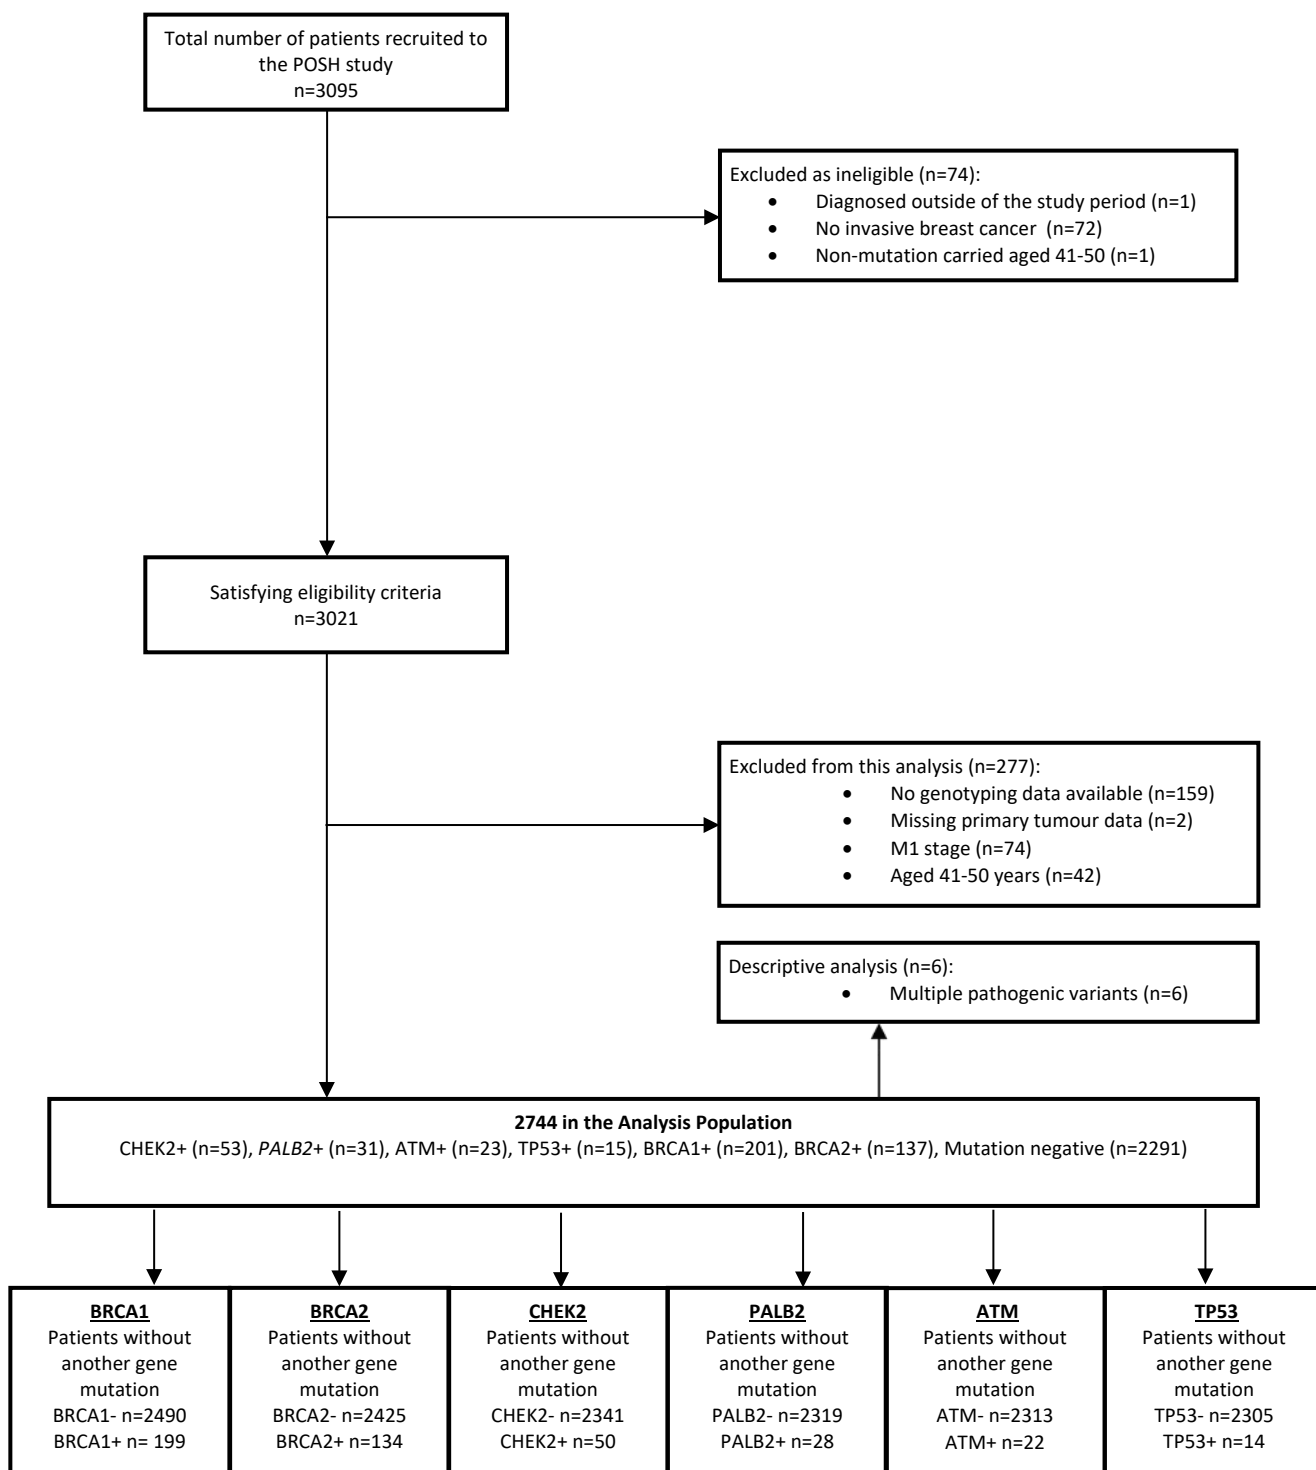 Total number of patients recruited to
the POSH study
n=3095
Excluded as ineligible (n=74):
• Diagnosed outside of the study period (n=1)
• No invasive breast cancer (n=72)
• Non-mutation carried aged 41-50 (n=1)
Satisfying eligibility criteria
n=3021
Excluded from this analysis (n=277):
• No genotyping data available (n=159)
• Missing primary tumour data (n=2)
• M1 stage (n=74)
• Aged 41-50 years (n=42)
Descriptive analysis (n=6):
• Multiple pathogenic variants (n=6)
2744 in the Analysis Population
CHEK2+ (n=53), PALB2+ (n=31), ATM+ (n=23), TP53+ (n=15), BRCA1+ (n=201), BRCA2+ (n=137), Mutation negative (n=2291)
BRCA1
Patients without
another gene
mutation
BRCA1- n=2490
BRCA1+ n= 199
BRCA2
Patients without
another gene
mutation
BRCA2- n=2425
BRCA2+ n=134
CHEK2
Patients without
another gene
mutation
CHEK2- n=2341
CHEK2+ n=50
PALB2
Patients without
another gene
mutation
PALB2- n=2319
PALB2+ n=28
ATM
Patients without
another gene
mutation
ATM- n=2313
ATM+ n=22
TP53
Patients without
another gene
mutation
TP53- n=2305
TP53+ n=14